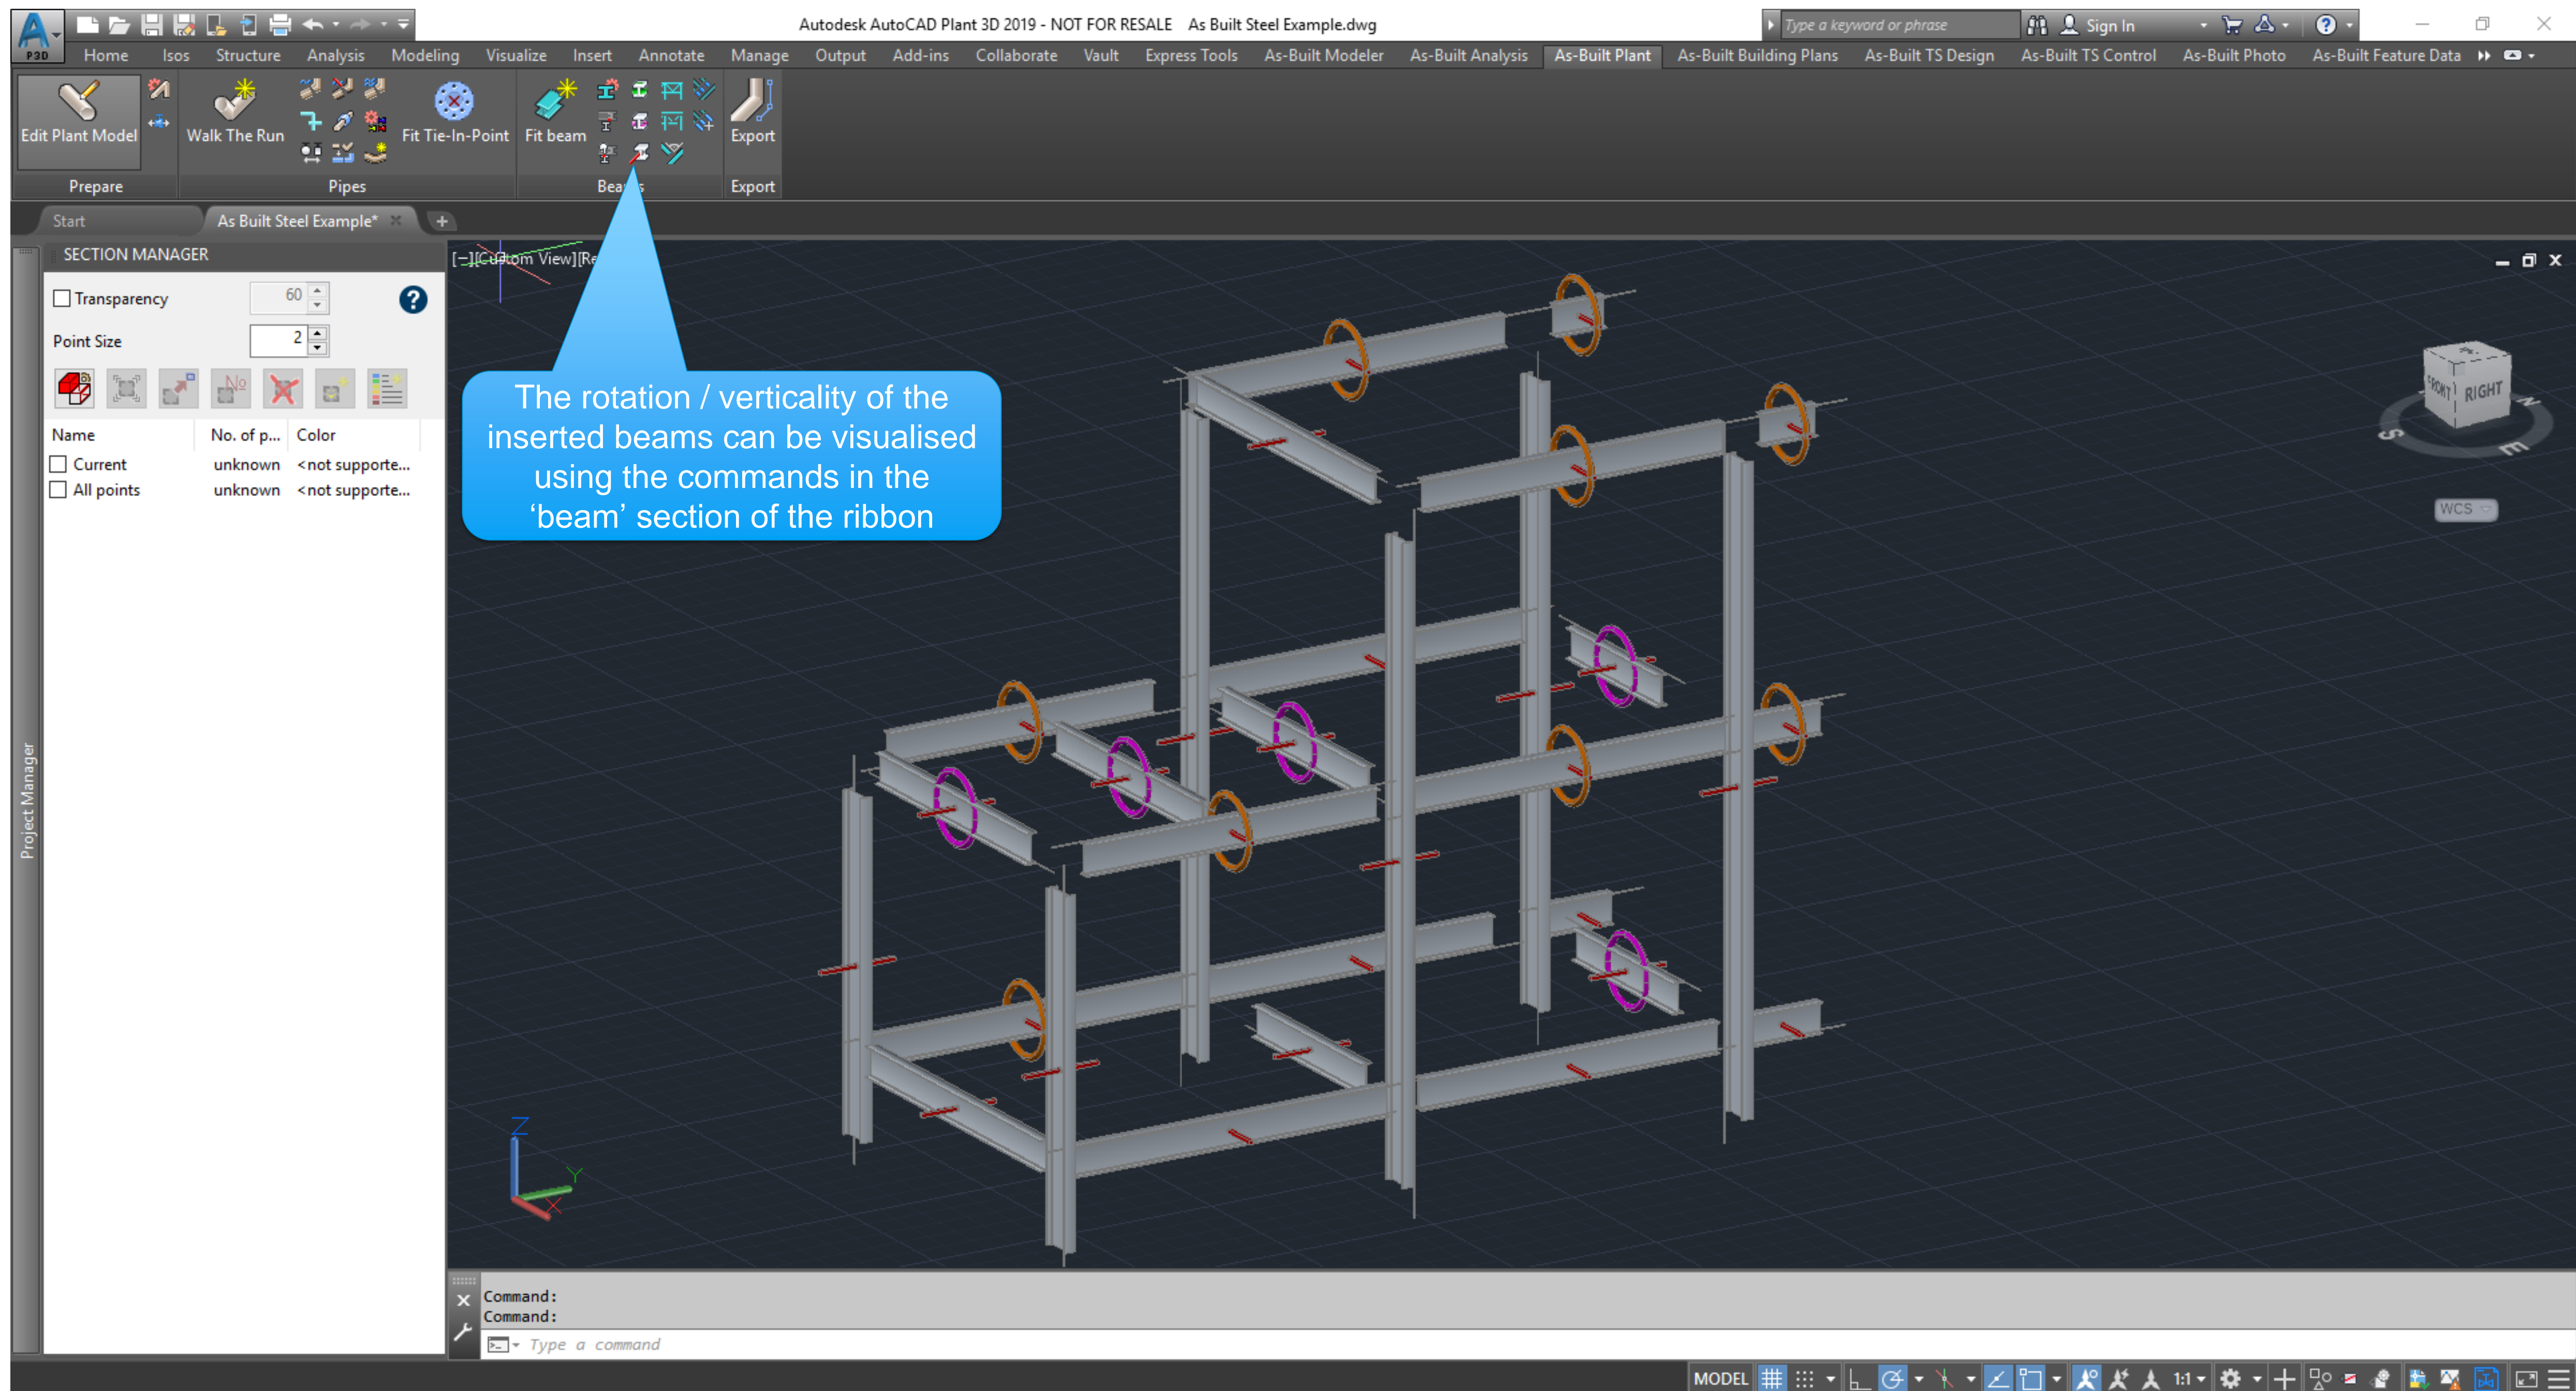 Autodesk AutoCAD Plant 3D 2019 - NOT FOR RESALE As Built Steel Example.dwg
Type a keyword or phrase
Sign In
P3D
Home Isos Structure Analysis Modeling Visualize Insert Annotate Manage Output Add-ins Collaborate Vault Express Tools As-Built Modeler As-Built Analysis As-Built Plant As-Built Building Plans As-Built TS Design As-Built TS Control As-Built Photo As-Built Feature Data
Edit Plant Model
Walk The Run
Fit Tie-In-Point
Fit beam
Export
Prepare
Pipes
Export
Start
As Built Steel Example*
SECTION MANAGER
Transparency 60
Point Size 2
Nº
Name No. of p... Color
Current unknown <not supporte...
All points unknown <not supporte...
Project Manager
[−][Custom View][Re
The rotation / verticality of the
inserted beams can be visualised
using the commands in the
‘beam’ section of the ribbon
FRONT
RIGHT
S
E
N
WCS
Z
Y
X
Command:
Command:
Type a command
MODEL
1:1